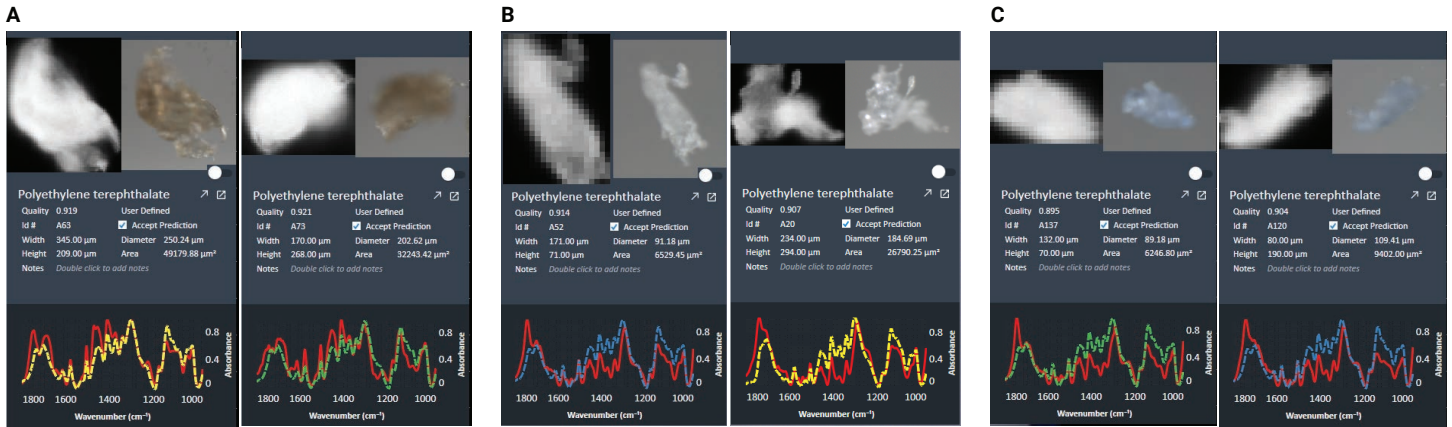 A
Polyethylene terephthalate
Quality 0.919 User Defined
Id # A63 Accept Prediction
Width 345.00 µm Diameter 250.24 µm
Height 209.00 µm Area 49179.88 µm²
Notes Double click to add notes
0.8
0.4
0
Absorbance
1800 1600 1400 1200 1000
Wavenumber (cm⁻¹)
Polyethylene terephthalate
Quality 0.921 User Defined
Id # A73 Accept Prediction
Width 170.00 µm Diameter 202.62 µm
Height 268.00 µm Area 32243.42 µm²
Notes Double click to add notes
0.8
0.4
0
Absorbance
1800 1600 1400 1200 1000
Wavenumber (cm⁻¹)
B
Polyethylene terephthalate
Quality 0.914 User Defined
Id # A52 Accept Prediction
Width 171.00 µm Diameter 91.18 µm
Height 71.00 µm Area 6529.45 µm²
Notes Double click to add notes
0.8
0.4
0
Absorbance
1800 1600 1400 1200 1000
Wavenumber (cm⁻¹)
Polyethylene terephthalate
Quality 0.907 User Defined
Id # A20 Accept Prediction
Width 234.00 µm Diameter 184.69 µm
Height 294.00 µm Area 26790.25 µm²
Notes Double click to add notes
0.8
0.4
0
Absorbance
1800 1600 1400 1200 1000
Wavenumber (cm⁻¹)
C
Polyethylene terephthalate
Quality 0.895 User Defined
Id # A137 Accept Prediction
Width 132.00 µm Diameter 89.18 µm
Height 70.00 µm Area 6246.80 µm²
Notes Double click to add notes
0.8
0.4
0
Absorbance
1800 1600 1400 1200 1000
Wavenumber (cm⁻¹)
Polyethylene terephthalate
Quality 0.904 User Defined
Id # A120 Accept Prediction
Width 80.00 µm Diameter 109.41 µm
Height 190.00 µm Area 9402.00 µm²
Notes Double click to add notes
0.8
0.4
0
Absorbance
1800 1600 1400 1200 1000
Wavenumber (cm⁻¹)